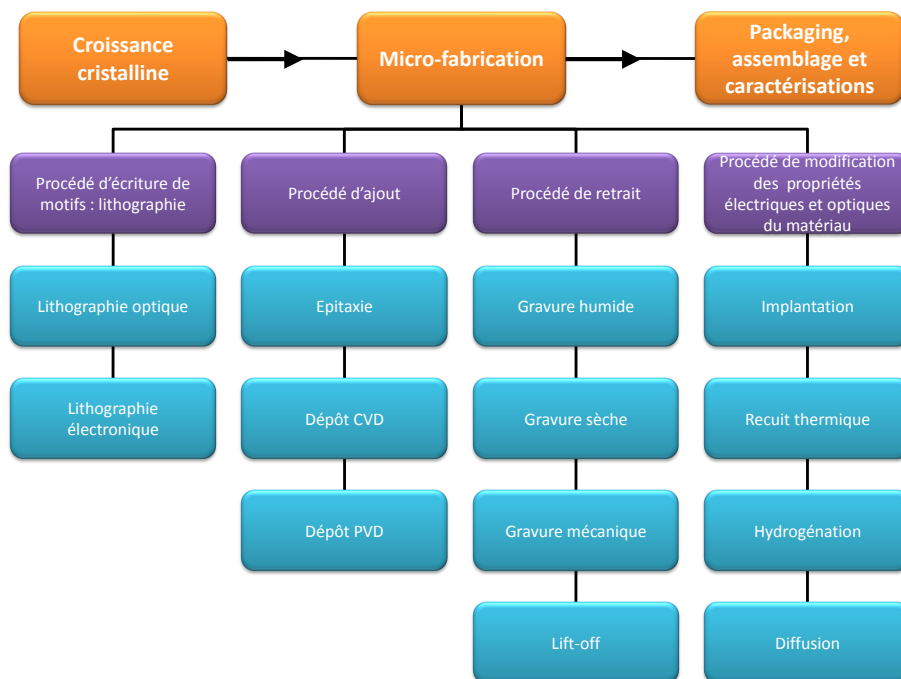 Croissance
cristalline
Micro-fabrication
Packaging,
assemblage et
caractérisations
Procédé d'écriture de
motifs : lithographie
Procédé d'ajout
Procédé de retrait
Procédé de modification
des propriétés
électriques et optiques
du matériau
Lithographie optique
Epitaxie
Gravure humide
Implantation
Lithographie
électronique
Dépôt CVD
Gravure sèche
Recuit thermique
Dépôt PVD
Gravure mécanique
Hydrogénation
Lift-off
Diffusion